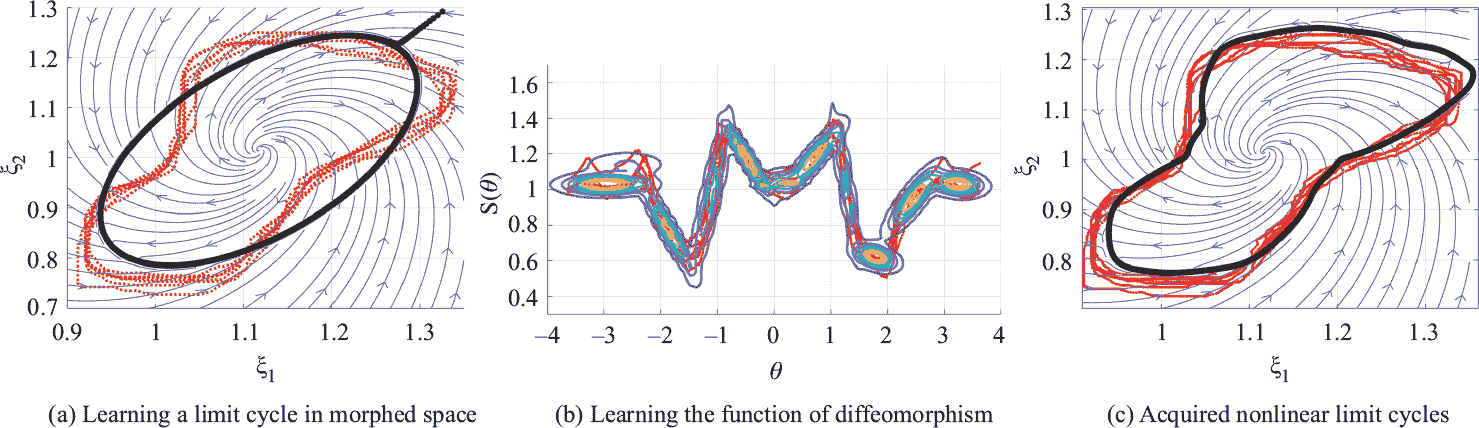 1.3
1.2
1.1
1
0.9
0.8
0.7
ξ2
0.9 1 1.1 1.2 1.3
ξ1
(a) Learning a limit cycle in morphed space
1.6
1.4
1.2
1
0.8
0.6
0.4
S(θ)
–4 –3 –2 –1 0 1 2 3 4
θ
(b) Learning the function of diffeomorphism
1.3
1.2
1.1
1.0
0.9
0.8
ξ2
1 1.1 1.2 1.3
ξ1
(c) Acquired nonlinear limit cycles